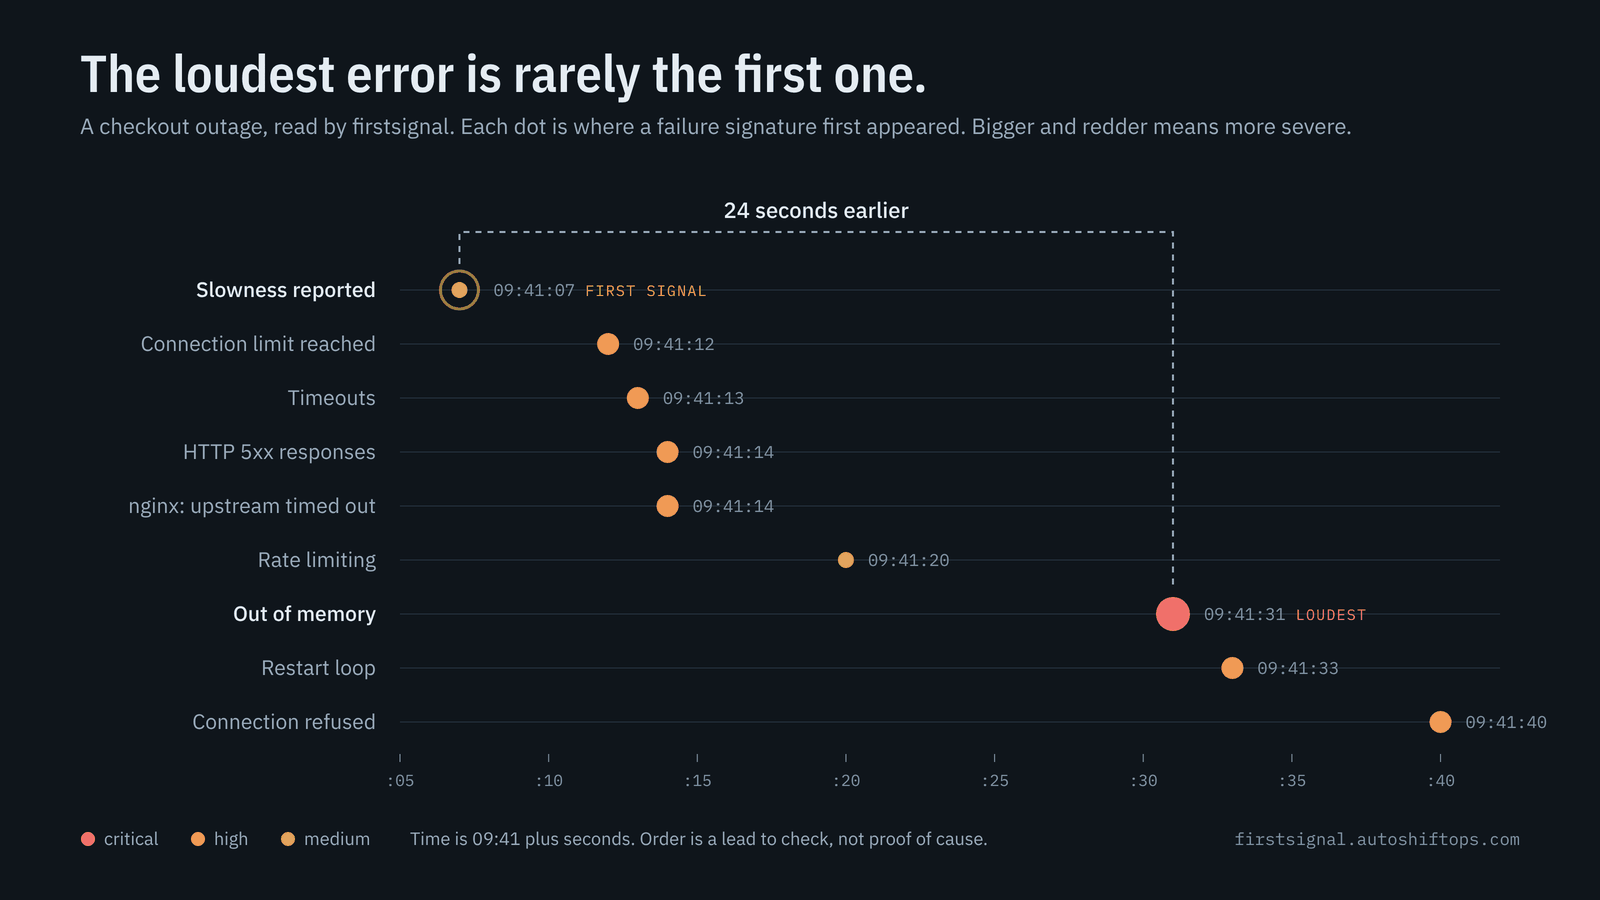 The loudest error is rarely the first one.
A checkout outage, read by firstsignal. Each dot is where a failure signature first appeared. Bigger and redder means more severe.
24 seconds earlier
Slowness reported 09:41:07 FIRST SIGNAL
Connection limit reached 09:41:12
Timeouts 09:41:13
HTTP 5xx responses 09:41:14
nginx: upstream timed out 09:41:14
Rate limiting 09:41:20
Out of memory 09:41:31 LOUDEST
Restart loop 09:41:33
Connection refused 09:41:40
:05 :10 :15 :20 :25 :30 :35 :40
critical high medium Time is 09:41 plus seconds. Order is a lead to check, not proof of cause. firstsignal.autoshiftops.com